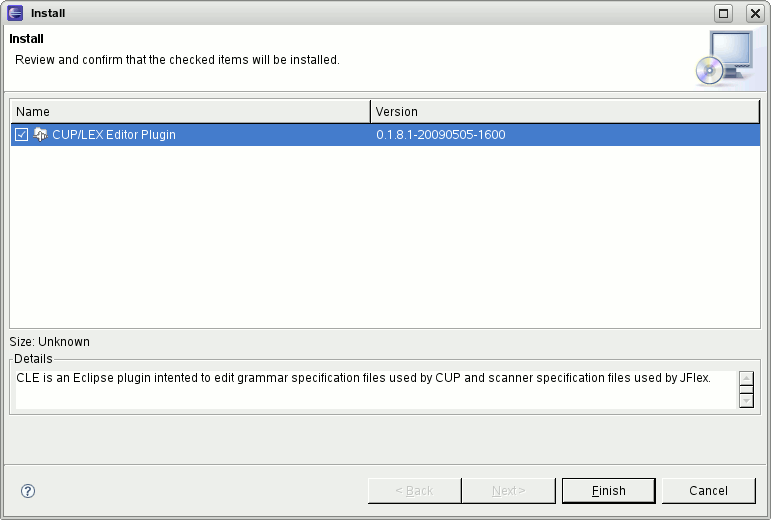 Install
Install
Review and confirm that the checked items will be installed.
Name Version
CUP/LEX Editor Plugin 0.1.8.1-20090505-1600
Size: Unknown
Details
CLE is an Eclipse plugin intented to edit grammar specification files used by CUP and scanner specification files used by JFlex.
< Back Next > Finish Cancel